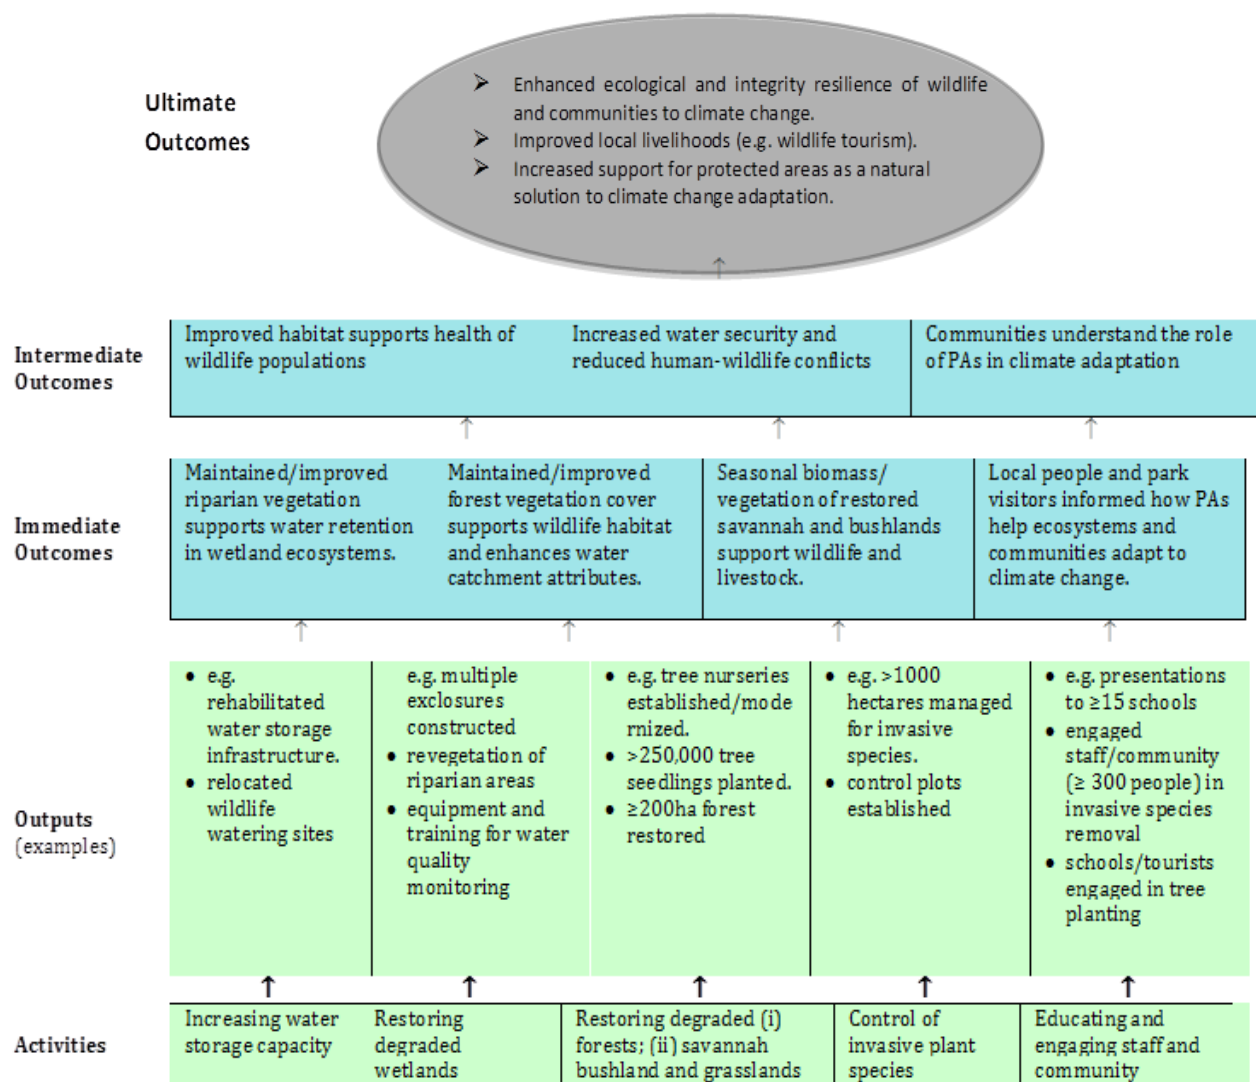 Ultimate
Outcomes
➤ Enhanced ecological and integrity resilience of wildlife
and communities to climate change.
➤ Improved local livelihoods (e.g. wildlife tourism).
➤ Increased support for protected areas as a natural
solution to climate change adaptation.
↑
Intermediate
Outcomes
Improved habitat supports health of
wildlife populations
Increased water security and
reduced human-wildlife conflicts
Communities understand the role
of PAs in climate adaptation
↑ ↑ ↑
Immediate
Outcomes
Maintained/improved
riparian vegetation
supports water retention
in wetland ecosystems.
Maintained/improved
forest vegetation cover
supports wildlife habitat
and enhances water
catchment attributes.
Seasonal biomass/
vegetation of restored
savannah and bushlands
support wildlife and
livestock.
Local people and park
visitors informed how PAs
help ecosystems and
communities adapt to
climate change.
↑ ↑ ↑ ↑
Outputs
(examples)
• e.g.
rehabilitated
water storage
infrastructure.
• relocated
wildlife
watering sites
e.g. multiple
exclosures
constructed
• revegetation of
riparian areas
• equipment and
training for water
quality
monitoring
• e.g. tree nurseries
established/mode
rnized.
• >250,000 tree
seedlings planted.
• ≥200ha forest
restored
• e.g. >1000
hectares managed
for invasive
species.
• control plots
established
• e.g. presentations
to ≥15 schools
• engaged
staff/community
(≥ 300 people) in
invasive species
removal
• schools/tourists
engaged in tree
planting
↑ ↑ ↑ ↑ ↑
Activities
Increasing water
storage capacity
Restoring
degraded
wetlands
Restoring degraded (i)
forests; (ii) savannah
bushland and grasslands
Control of
invasive plant
species
Educating and
engaging staff and
community